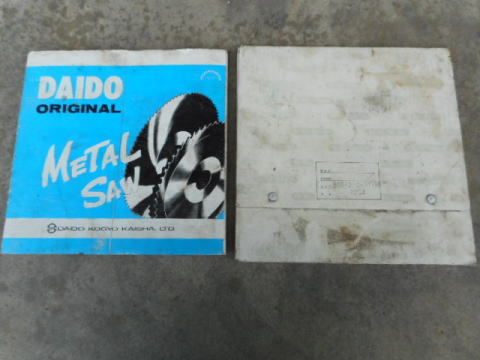 DAIDO
ORIGINAL
METAL
SAW
DAIDO KOGYO KAISHA, LTD